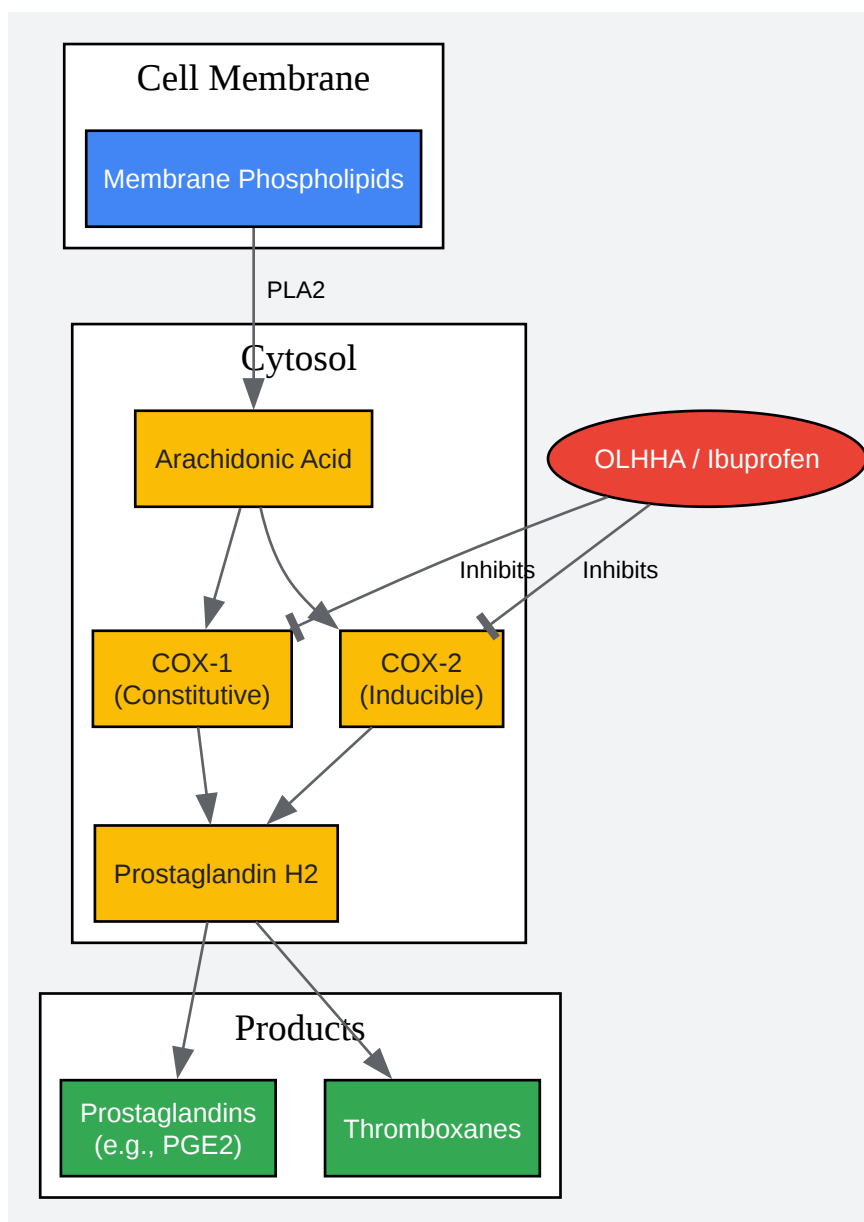 Cell Membrane
Membrane Phospholipids
PLA2
Cytosol
Arachidonic Acid
OLHHA / Ibuprofen
Inhibits
Inhibits
COX-1
(Constitutive)
COX-2
(Inducible)
Prostaglandin H2
Products
Prostaglandins
(e.g., PGE2)
Thromboxanes